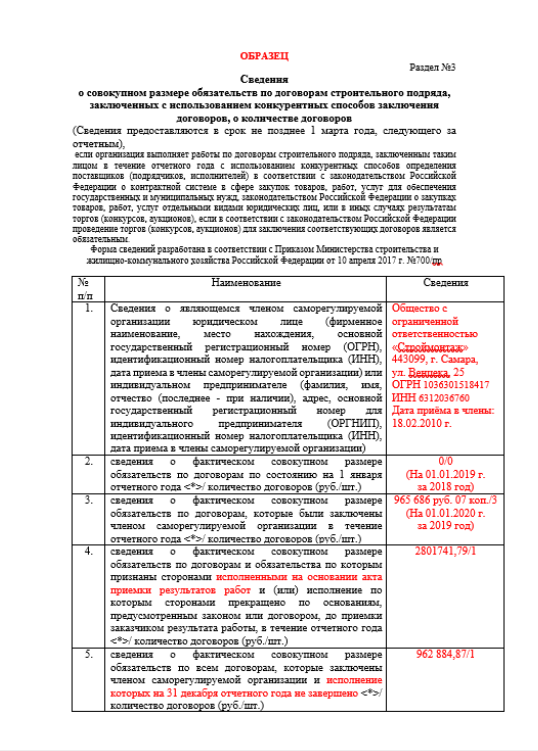 ОБРАЗЕЦ
Раздел №3
Сведения
о совокупном размере обязательств по договорам строительного подряда,
заключенных с использованием конкурентных способов заключения
договоров, о количестве договоров
(Сведения предоставляются в срок не позднее 1 марта года, следующего за
отчетным),
если организация выполняет работы по договорам строительного подряда, заключенным таким
лицом в течение отчетного года с использованием конкурентных способов определения
поставщиков (подрядчиков, исполнителей) в соответствии с законодательством Российской
Федерации о контрактной системе в сфере закупок товаров, работ, услуг для обеспечения
государственных и муниципальных нужд, законодательством Российской Федерации о закупках
товаров, работ, услуг отдельными видами юридических лиц, или в иных случаях результатам
торгов (конкурсов, аукционов), если в соответствии с законодательством Российской Федерации
проведение торгов (конкурсов, аукционов) для заключения соответствующих договоров является
обязательным.
Форма сведений разработана в соответствии с Приказом Министерства строительства и
жилищно-коммунального хозяйства Российской Федерации от 10 апреля 2017 г. №700/пр
№
п/п
Наименование
Сведения
1.
Сведения о являющемся членом саморегулируемой
организации юридическом лице (фирменное
наименование, место нахождения, основной
государственный регистрационный номер (ОГРН),
идентификационный номер налогоплательщика (ИНН),
дата приема в члены саморегулируемой организации) или
индивидуальном предпринимателе (фамилия, имя,
отчество (последнее - при наличии), адрес, основной
государственный регистрационный номер для
индивидуального предпринимателя (ОРГНИП),
идентификационный номер налогоплательщика (ИНН),
дата приема в члены саморегулируемой организации)
Общество с
ограниченной
ответственностью
«Строймонтаж»
443099, г. Самара,
ул. Венцека, 25
ОГРН 1036301518417
ИНН 6312036760
Дата приёма в члены:
18.02.2010 г.
2.
сведения о фактическом совокупном размере
обязательств по договорам по состоянию на 1 января
отчетного года <*>/ количество договоров (руб./шт.)
0/0
(На 01.01.2019 г.
за 2018 год)
3.
сведения о фактическом совокупном размере
обязательств по договорам, которые были заключены
членом саморегулируемой организации в течение
отчетного года <*>/ количество договоров (руб./шт.)
965 686 руб. 07 коп./3
(На 01.01.2020 г.
за 2019 год)
4.
сведения о фактическом совокупном размере
обязательств по договорам и обязательства по которым
признаны сторонами исполненными на основании акта
приемки результатов работ и (или) исполнение по
которым сторонами прекращено по основаниям,
предусмотренным законом или договором, до приемки
заказчиком результата работы, в течение отчетного года
<*>/ количество договоров (руб./шт.)
2801741,79/1
5.
сведения о фактическом совокупном размере
обязательств по всем договорам, которые заключены
членом саморегулируемой организации и исполнение
которых на 31 декабря отчетного года не завершено <*>/
количество договоров (руб./шт.)
962 884,87/1